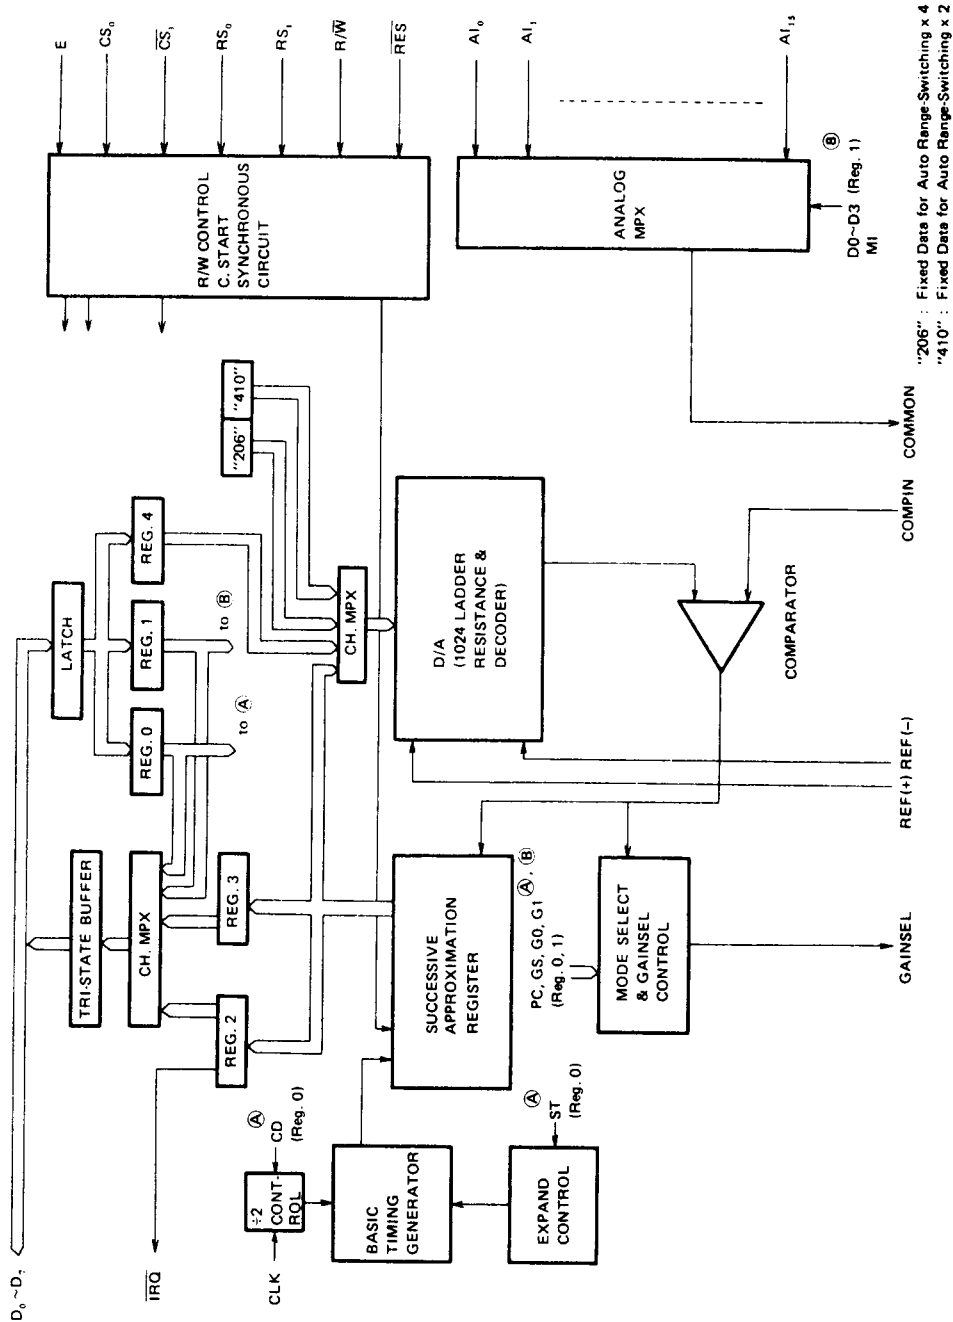 D₀ ~D₇
IRQ
CLK
÷2
CONT-
ROL
Ⓐ
CD
(Reg. 0)
BASIC
TIMING
GENERATOR
EXPAND
CONTROL
Ⓐ
ST
(Reg. 0)
TRI-STATE BUFFER
CH. MPX
REG. 2
REG. 3
SUCCESSIVE
APPROXIMATION
REGISTER
Ⓐ, Ⓑ
PC, GS, G0, G1
(Reg. 0, 1)
MODE SELECT
& GAINSEL
CONTROL
GAINSEL
LATCH
REG. 0
REG. 1
REG. 4
to Ⓐ
to Ⓑ
"206"
"410"
CH. MPX
D/A
(1024 LADDER
RESISTANCE &
DECODER)
COMPARATOR
REF(+)
REF(−)
COMPIN
COMMON
R/W CONTROL
C. START
SYNCHRONOUS
CIRCUIT
E
CS₀
C̅S̅₁
RS₀
RS₁
R/W̅
R̅E̅S̅
ANALOG
MPX
AI₀
AI₁
AI₁₅
Ⓑ
D0~D3 (Reg. 1)
MI
"206" : Fixed Data for Auto Range-Switching x 4
"410" : Fixed Data for Auto Range-Switching x 2